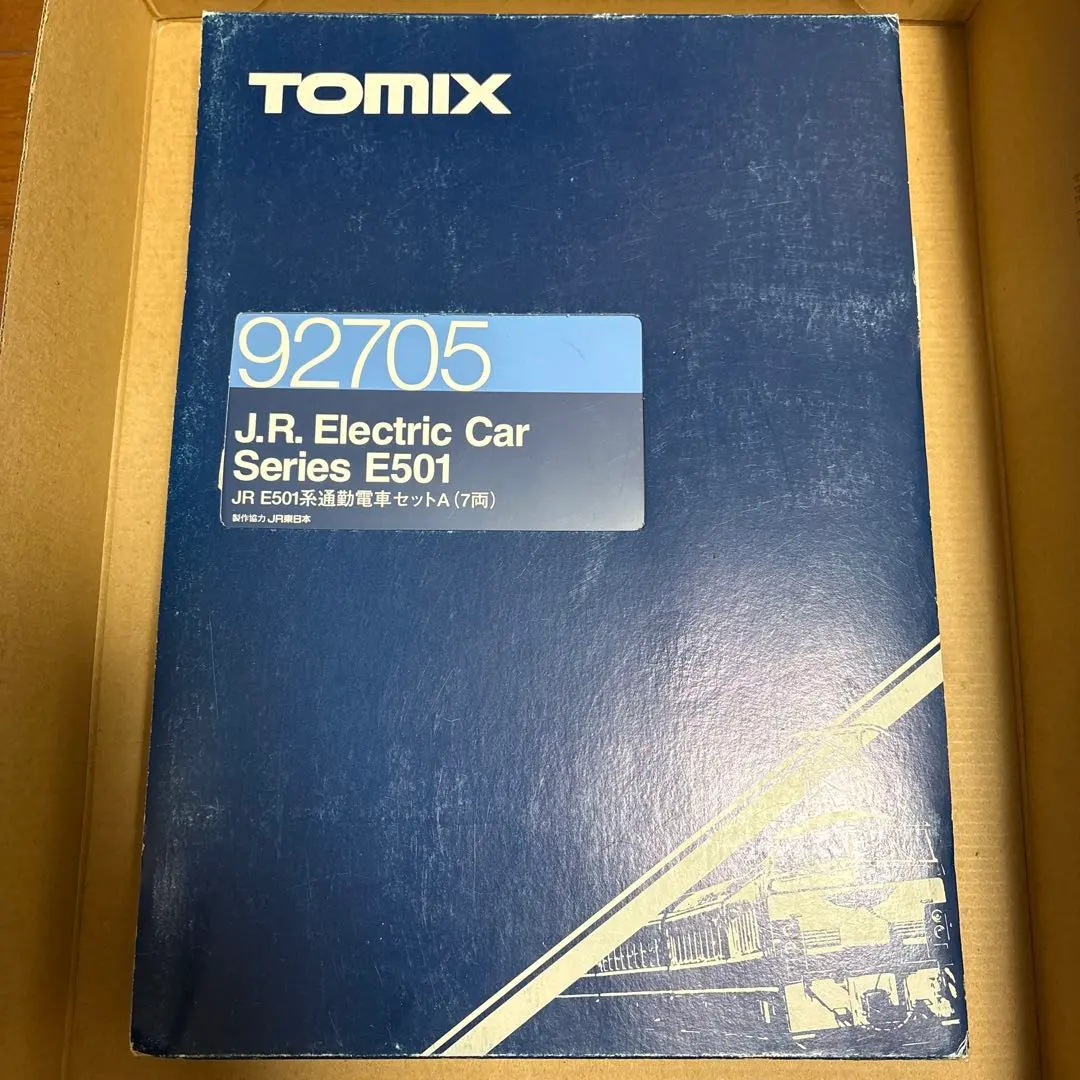 TOMIX
92705
J.R. Electric Car
Series E501
JR E501系通勤電車セットA(7両)
製作協力 JR東日本